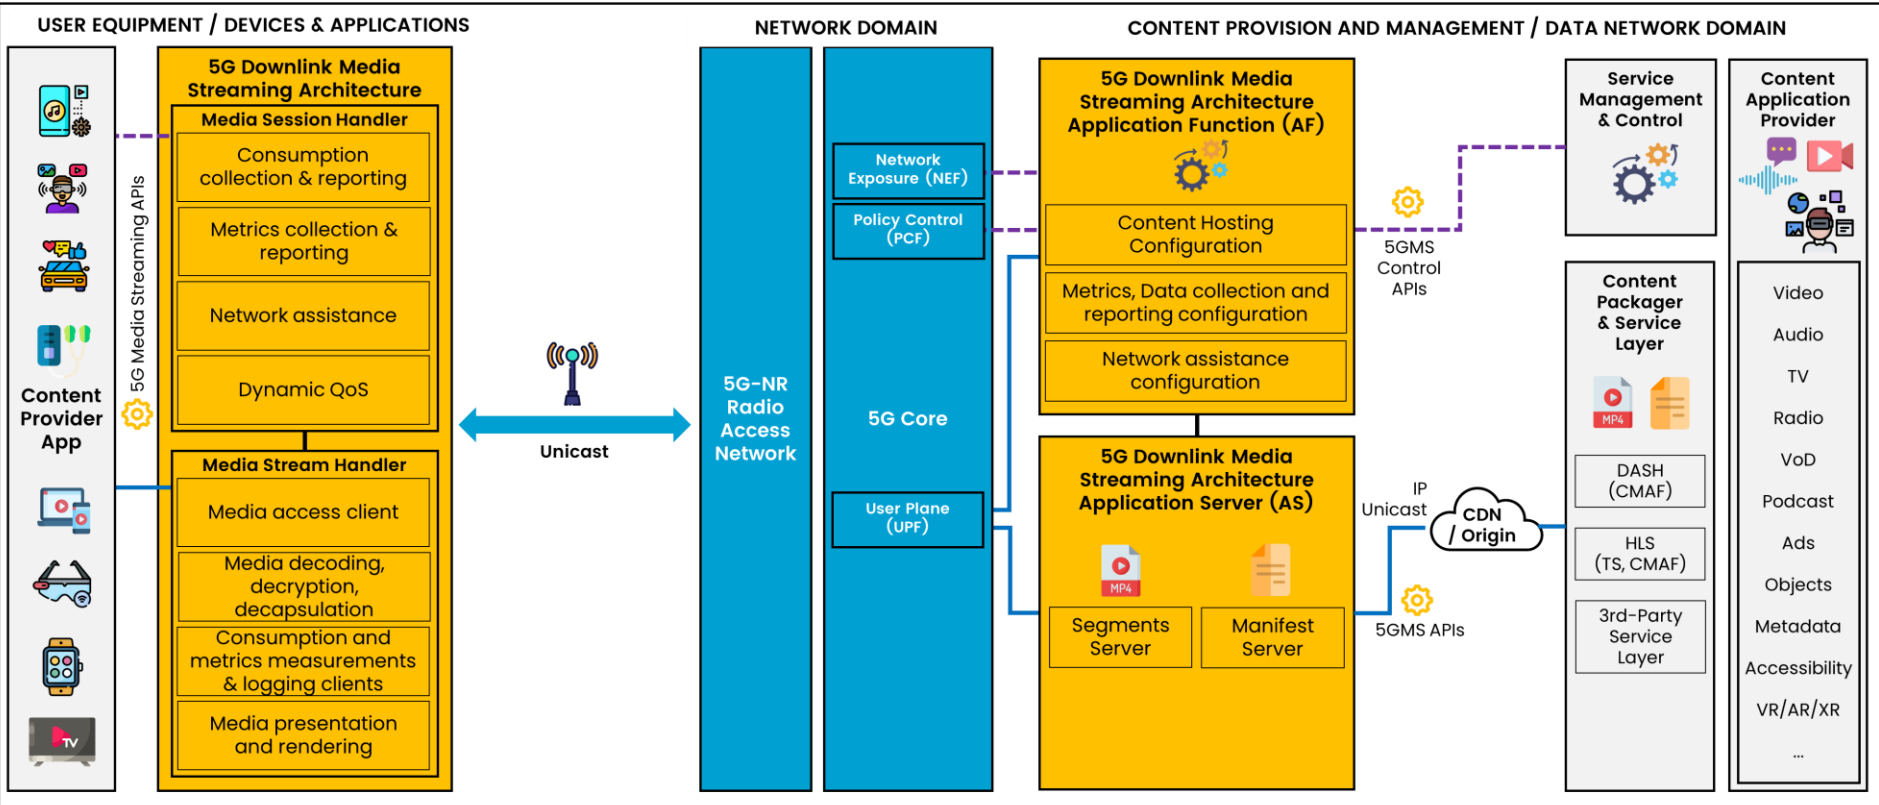 USER EQUIPMENT / DEVICES & APPLICATIONS
NETWORK DOMAIN
CONTENT PROVISION AND MANAGEMENT / DATA NETWORK DOMAIN
Content
Provider
App
TV
5G Media Streaming APIs
5G Downlink Media
Streaming Architecture
Media Session Handler
Consumption
collection & reporting
Metrics collection &
reporting
Network assistance
Dynamic QoS
Media Stream Handler
Media access client
Media decoding,
decryption,
decapsulation
Consumption and
metrics measurements
& logging clients
Media presentation
and rendering
Unicast
5G-NR
Radio
Access
Network
Network
Exposure (NEF)
Policy Control
(PCF)
5G Core
User Plane
(UPF)
5G Downlink Media
Streaming Architecture
Application Function (AF)
Content Hosting
Configuration
Metrics, Data collection and
reporting configuration
Network assistance
configuration
5G Downlink Media
Streaming Architecture
Application Server (AS)
MP4
Segments
Server
Manifest
Server
5GMS
Control
APIs
IP
Unicast
CDN
/ Origin
5GMS APIs
Service
Management
& Control
Content
Packager
& Service
Layer
MP4
DASH
(CMAF)
HLS
(TS, CMAF)
3rd-Party
Service
Layer
Content
Application
Provider
Video
Audio
TV
Radio
VoD
Podcast
Ads
Objects
Metadata
Accessibility
VR/AR/XR
...